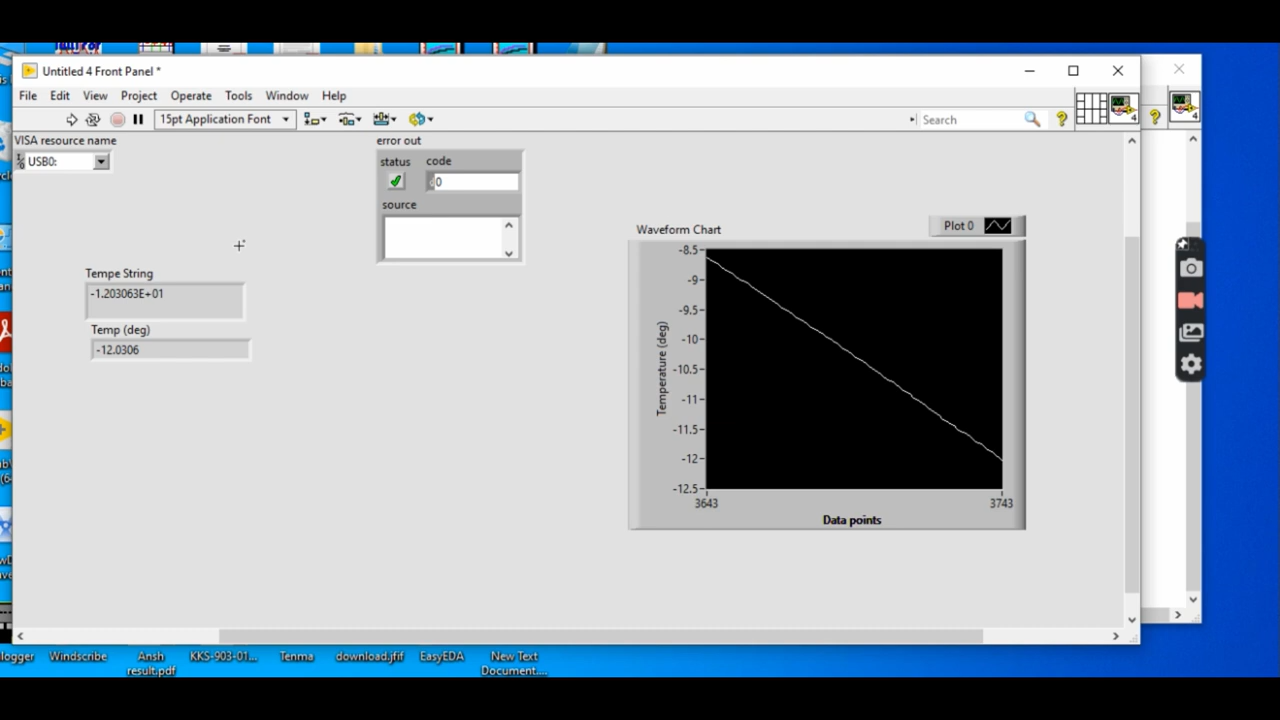 Untitled 4 Front Panel *
File Edit View Project Operate Tools Window Help
15pt Application Font
Search
4
4
VISA resource name
USB0:
error out
status code
0
source
Tempe String
-1.203063E+01
Temp (deg)
-12.0306
Plot 0
Waveform Chart
Temperature (deg)
-8.5
-9
-9.5
-10
-10.5
-11
-11.5
-12
-12.5
3643 3743
Data points
logger Windscribe Ansh result.pdf KKS-903-01... Tenma download.jfif EasyEDA New Text Document....